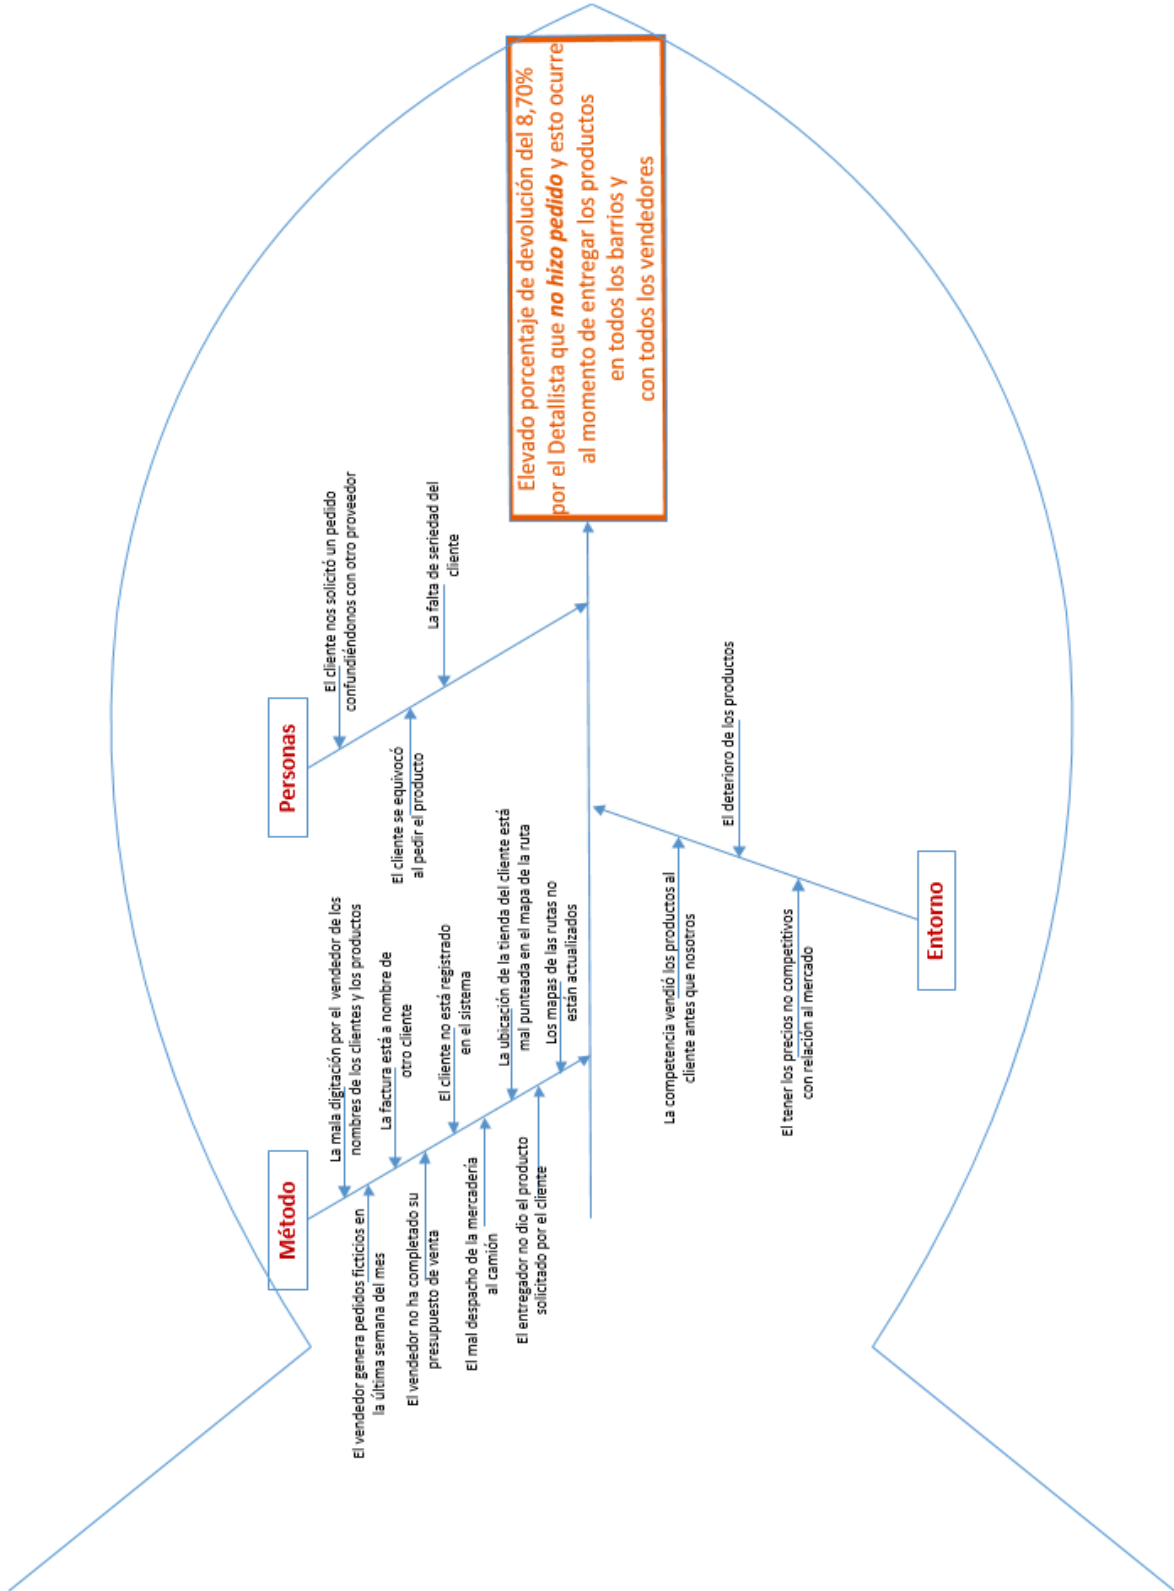 Método
La mala digitación por el vendedor de los
nombres de los clientes y los productos
El vendedor genera pedidos ficticios en
la última semana del mes
La factura está a nombre de
otro cliente
El vendedor no ha completado su
presupuesto de venta
El cliente no está registrado
en el sistema
El mal despacho de la mercadería
al camión
La ubicación de la tienda del cliente está
mal punteada en el mapa de la ruta
El entregador no dio el producto
solicitado por el cliente
Los mapas de las rutas no
están actualizados
Personas
El cliente nos solicitó un pedido
confundiéndonos con otro proveedor
El cliente se equivocó
al pedir el producto
La falta de seriedad del
cliente
Elevado porcentaje de devolución del 8,70%
por el Detallista que no hizo pedido y esto ocurre
al momento de entregar los productos
en todos los barrios y
con todos los vendedores
La competencia vendió los productos al
cliente antes que nosotros
El deterioro de los productos
El tener los precios no competitivos
con relación al mercado
Entorno